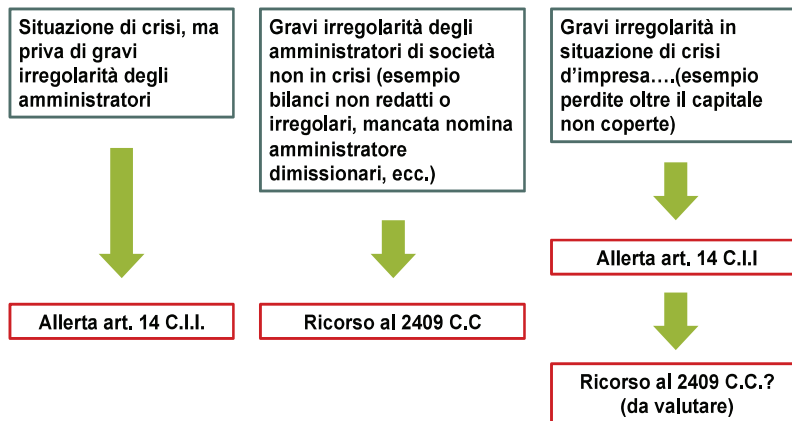 Situazione di crisi, ma
priva di gravi
irregolarità degli
amministratori
Allerta art. 14 C.I.I.
Gravi irregolarità degli
amministratori di società
non in crisi (esempio
bilanci non redatti o
irregolari, mancata nomina
amministratore
dimissionari, ecc.)
Ricorso al 2409 C.C
Gravi irregolarità in
situazione di crisi
d’impresa….(esempio
perdite oltre il capitale
non coperte)
Allerta art. 14 C.I.I
Ricorso al 2409 C.C.?
(da valutare)